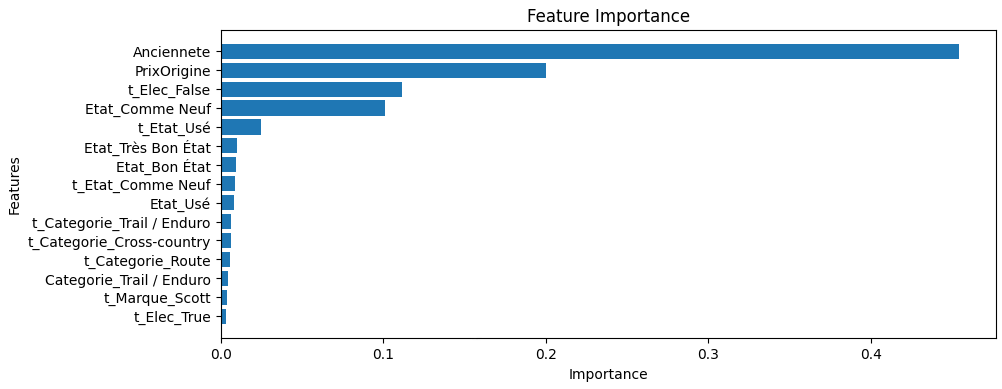 Feature Importance
Features
Anciennete
PrixOrigine
t_Elec_False
Etat_Comme Neuf
t_Etat_Usé
Etat_Très Bon État
Etat_Bon État
t_Etat_Comme Neuf
Etat_Usé
t_Categorie_Trail / Enduro
t_Categorie_Cross-country
t_Categorie_Route
Categorie_Trail / Enduro
t_Marque_Scott
t_Elec_True
0.0 0.1 0.2 0.3 0.4
Importance